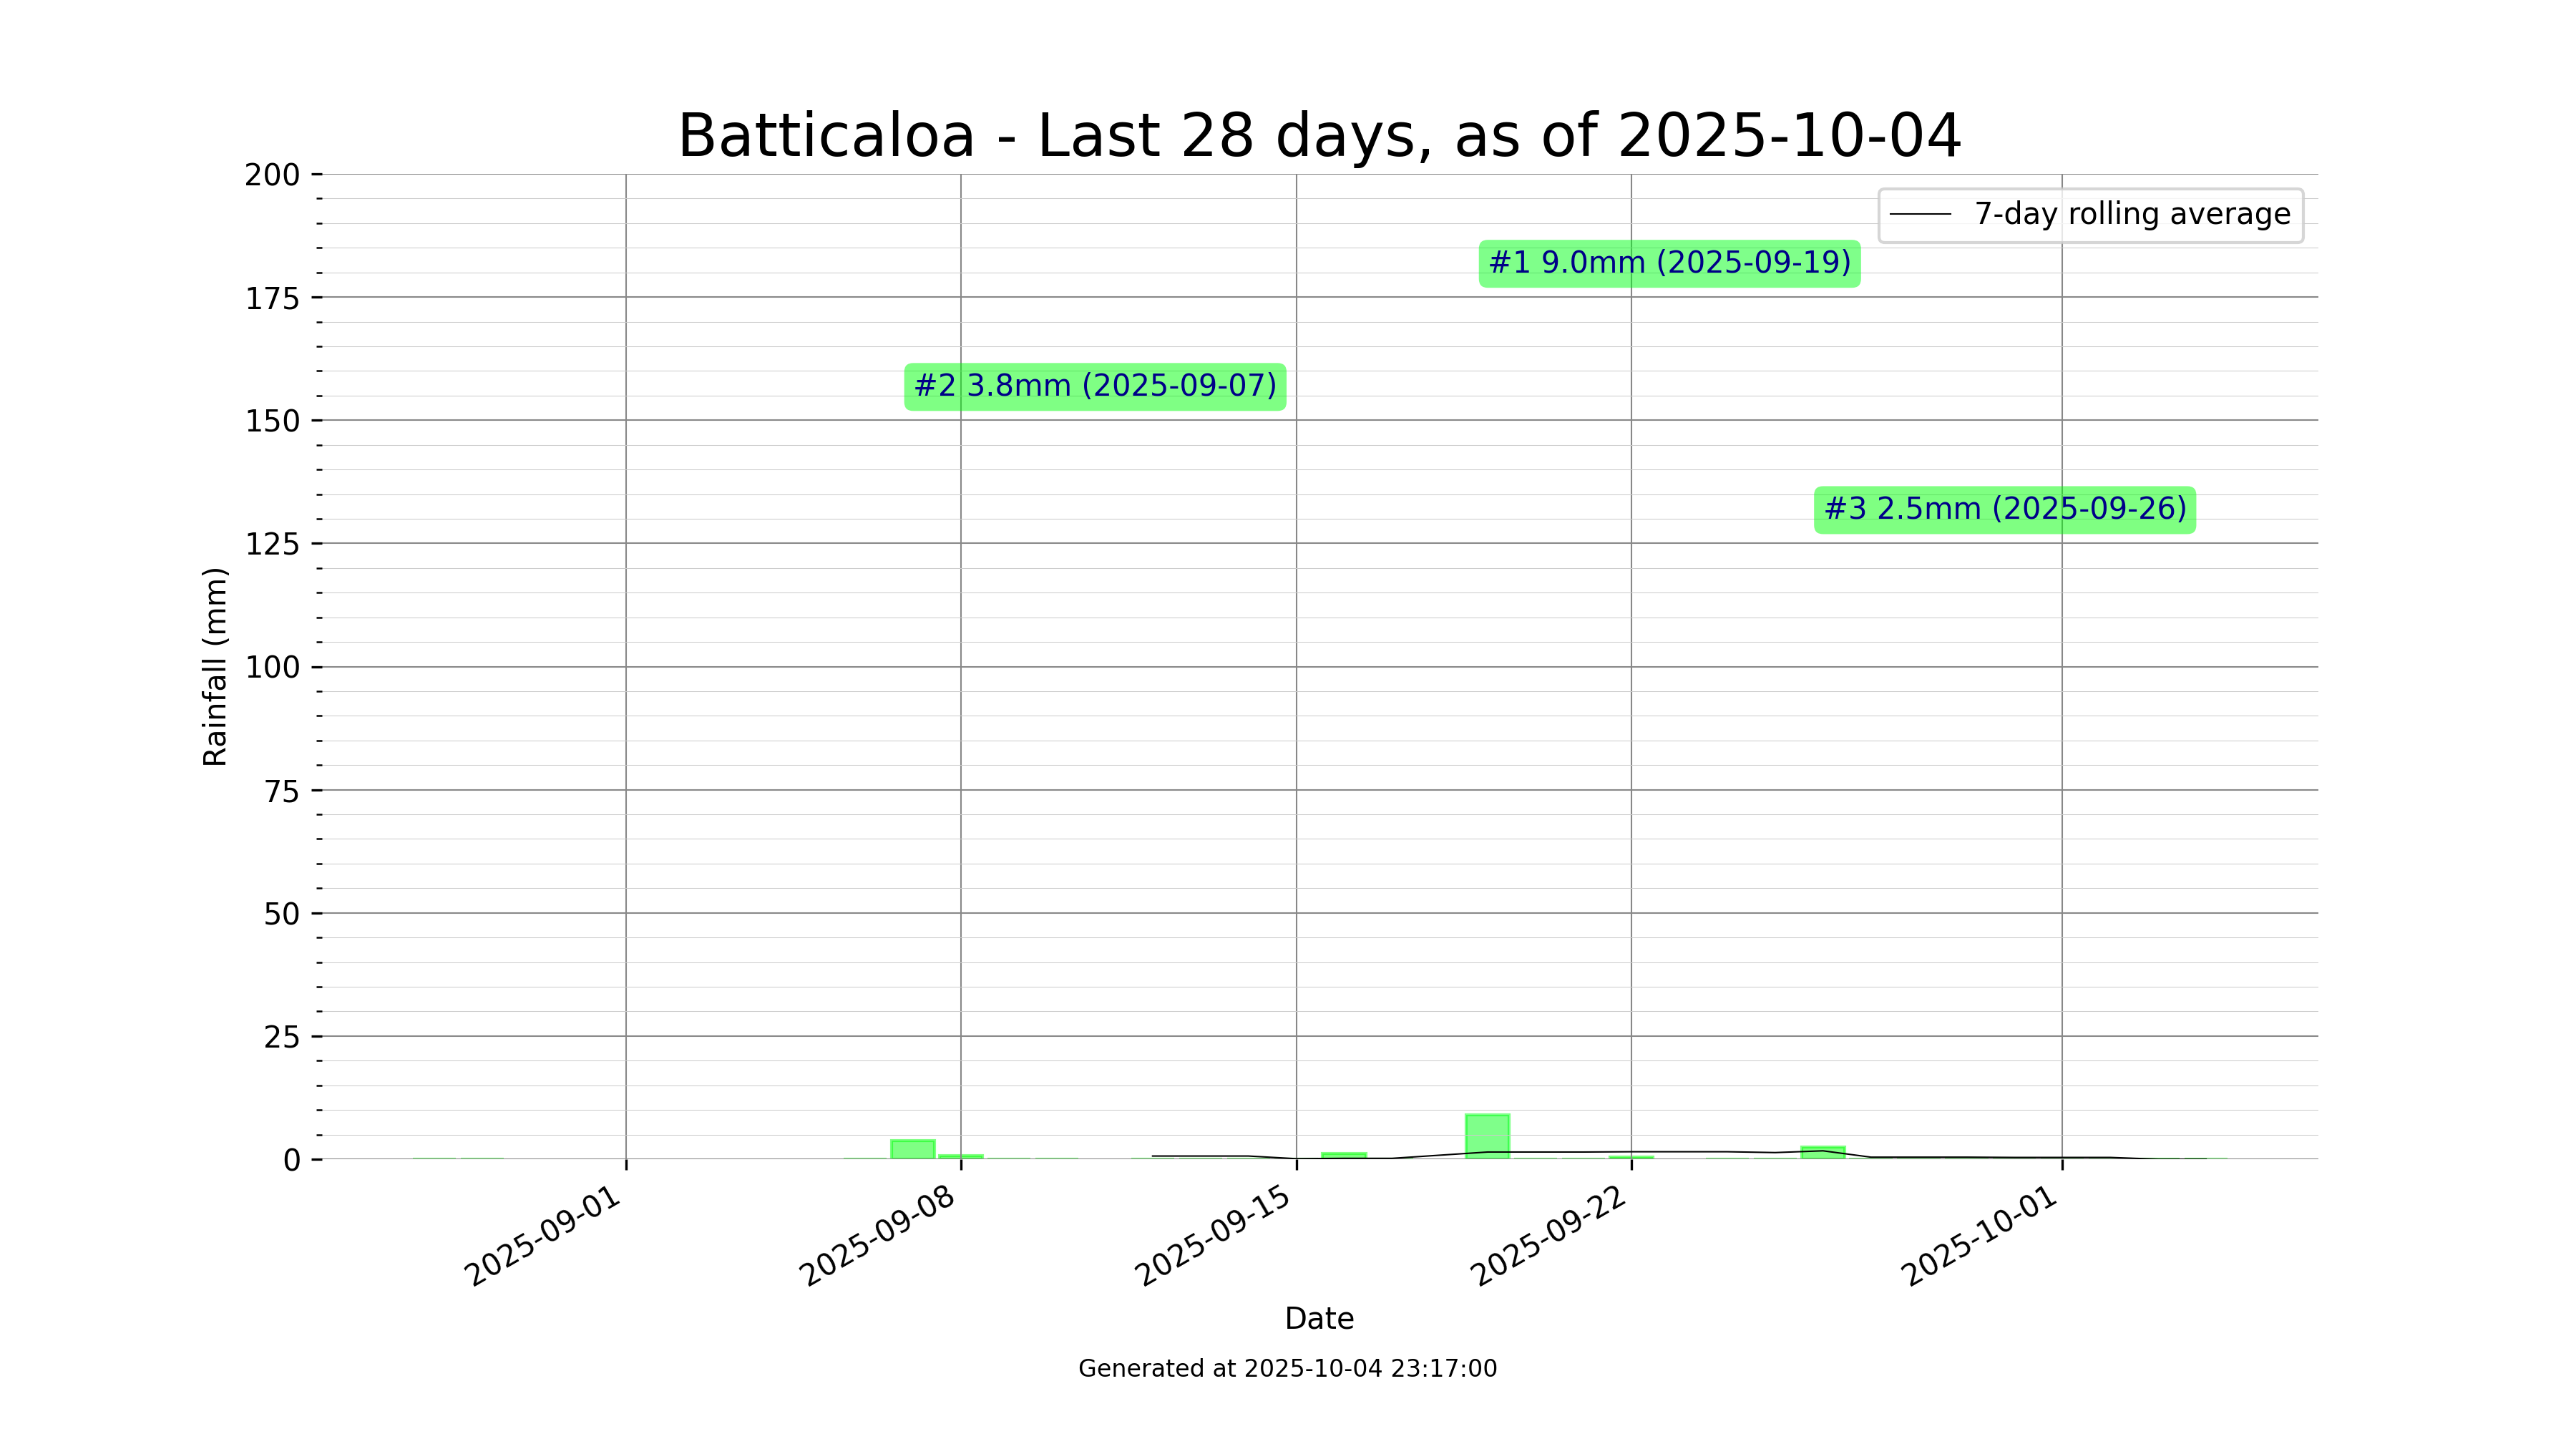 Batticaloa - Last 28 days, as of 2025-10-04
7-day rolling average
#1 9.0mm (2025-09-19)
#2 3.8mm (2025-09-07)
#3 2.5mm (2025-09-26)
Rainfall (mm)
200
175
150
125
100
75
50
25
0
2025-09-01
2025-09-08
2025-09-15
2025-09-22
2025-10-01
Date
Generated at 2025-10-04 23:17:00